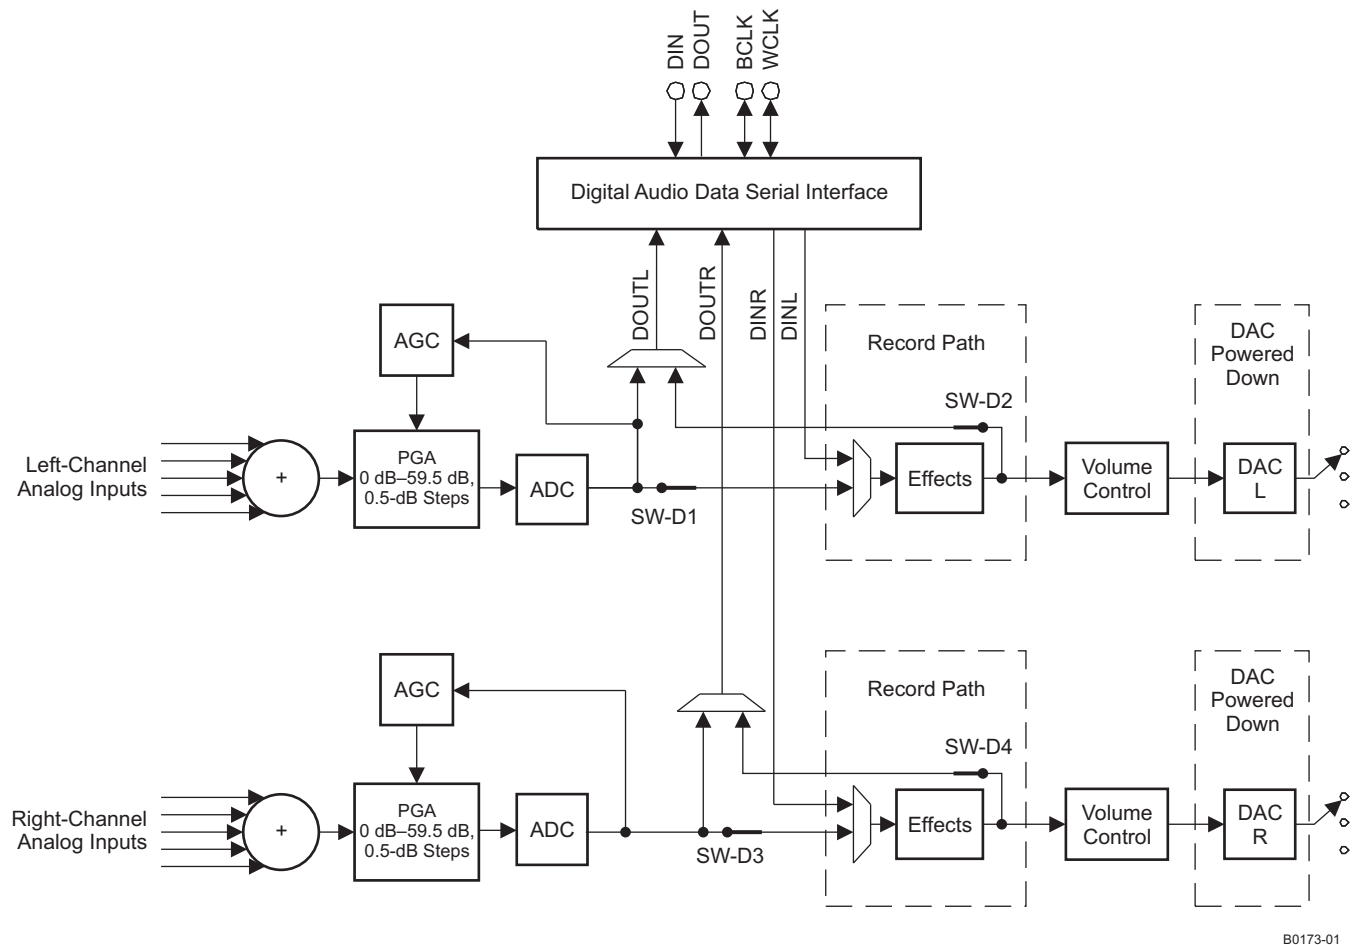 DIN
DOUT
BCLK
WCLK
Digital Audio Data Serial Interface
DOUTL
DOUTR
DINR
DINL
AGC
Record Path
DAC
Powered
Down
SW-D2
Left-Channel
Analog Inputs
+
PGA
0 dB–59.5 dB,
0.5-dB Steps
ADC
SW-D1
Effects
Volume
Control
DAC
L
AGC
Record Path
DAC
Powered
Down
SW-D4
Right-Channel
Analog Inputs
+
PGA
0 dB–59.5 dB,
0.5-dB Steps
ADC
SW-D3
Effects
Volume
Control
DAC
R
B0173-01